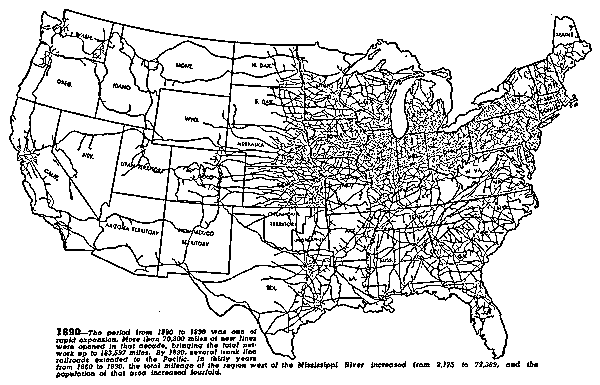 WASH.
MONT.
N. DAK.
MAINE
OREG.
IDAHO
S. DAK.
WYO.
NEBRASKA
NEV.
UTAH TERRITORY
CALIF.
ARIZONA TERRITORY
NEW MEXICO
TERRITORY
TERRITORY
TEX.
1890—The period from 1880 to 1890 was one of
rapid expansion. More than 70,300 miles of new lines
were opened in that decade, bringing the total net-
work up to 163,597 miles. By 1890, several trunk line
railroads extended to the Pacific. In thirty years
from 1860 to 1890, the total mileage of the region west of the Mississippi River increased from 2,175 to 72,389, and the
population of that area increased fourfold.